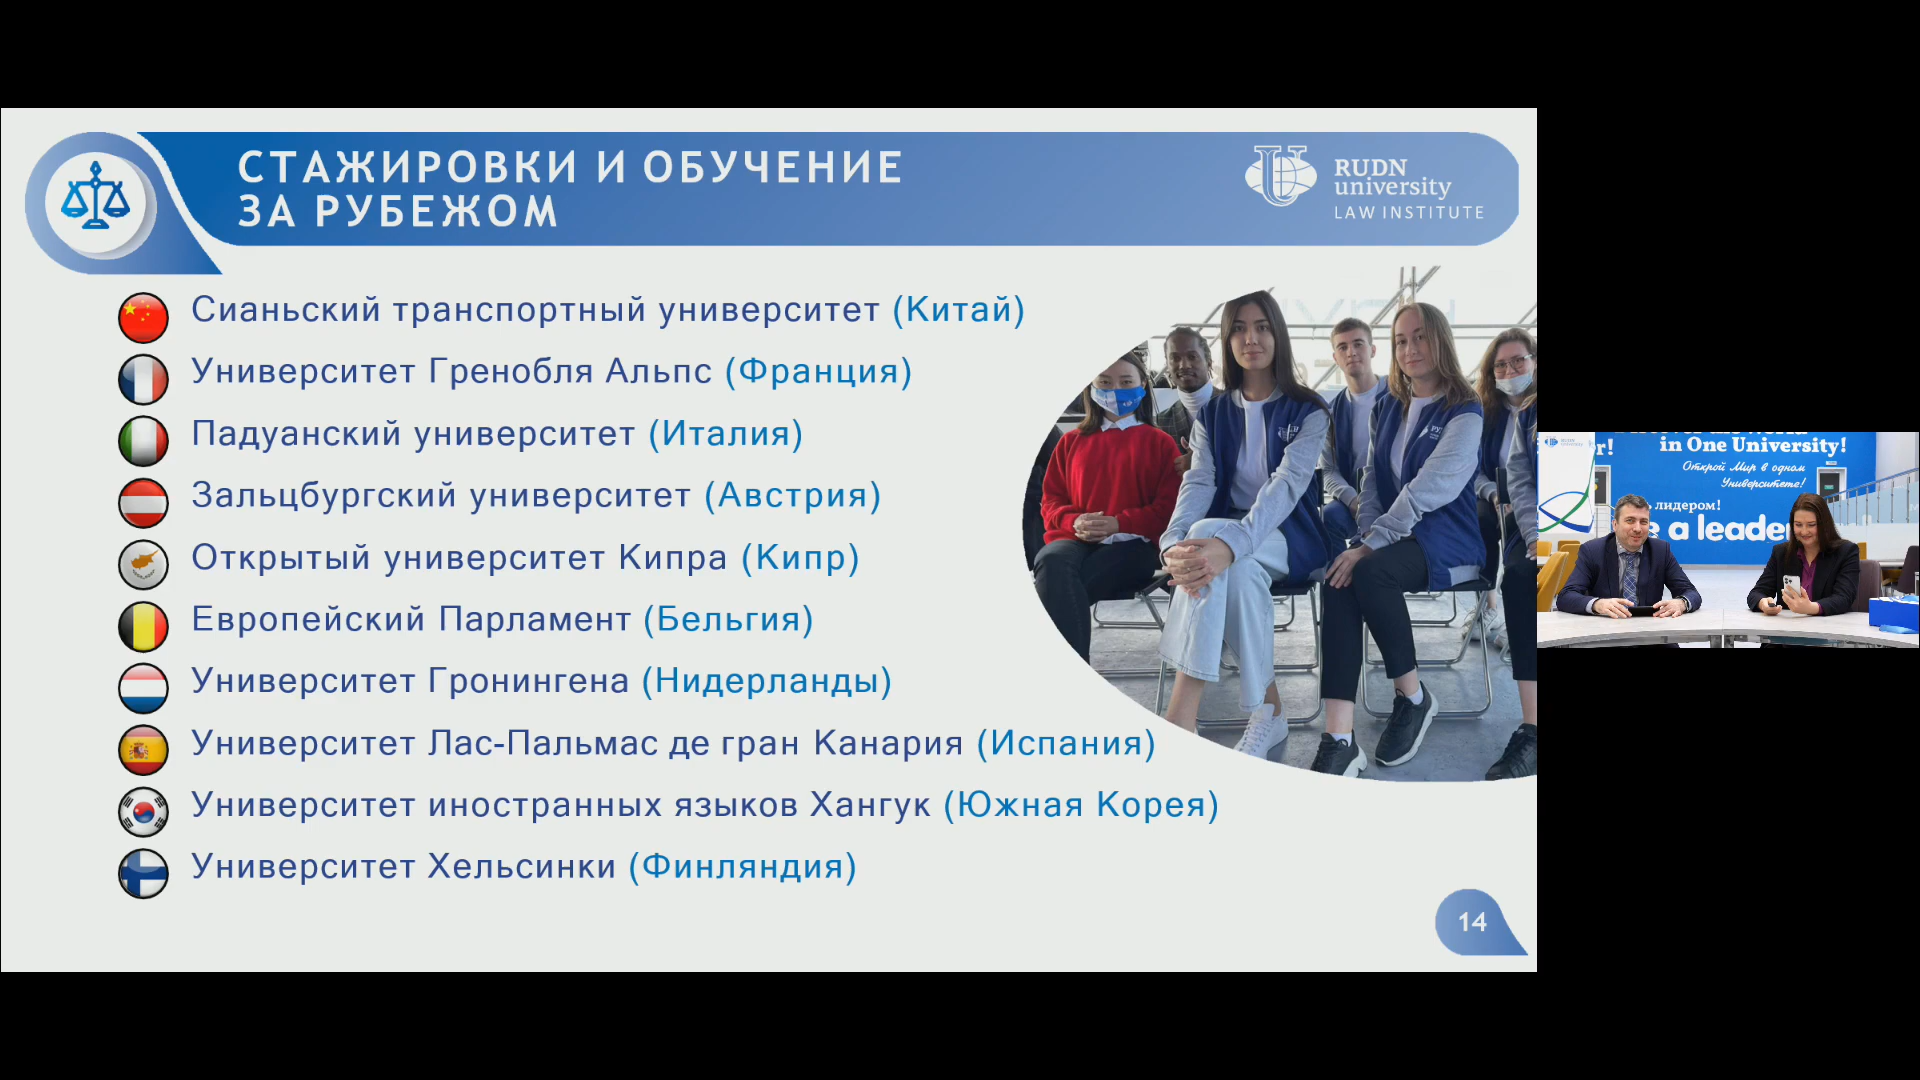 СТАЖИРОВКИ И ОБУЧЕНИЕ
ЗА РУБЕЖОМ
RUDN
university
LAW INSTITUTE
Сианьский транспортный университет (Китай)
Университет Гренобля Альпс (Франция)
Падуанский университет (Италия)
Зальцбургский университет (Австрия)
Открытый университет Кипра (Кипр)
Европейский Парламент (Бельгия)
Университет Гронингена (Нидерланды)
Университет Лас-Пальмас де гран Канария (Испания)
Университет иностранных языков Хангук (Южная Корея)
Университет Хельсинки (Финляндия)
14
in One University!
Открой Мир в одном
Университете!
лидером!
a leader